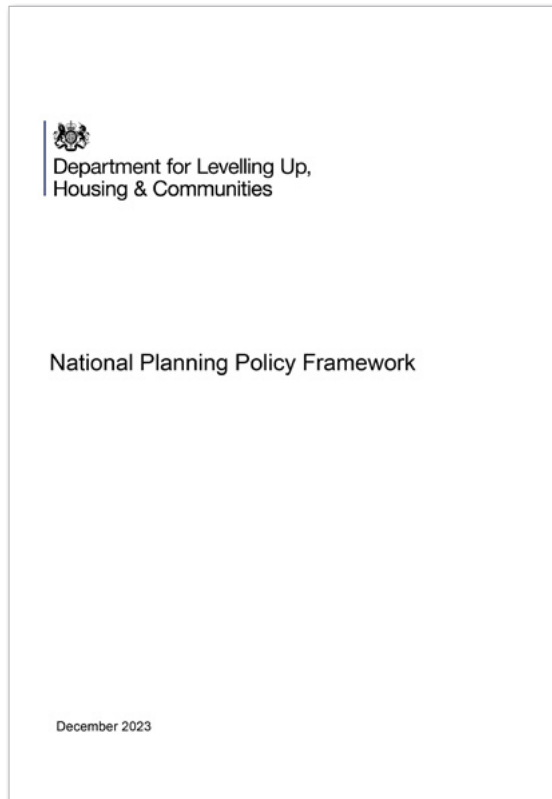 Department for Levelling Up,
Housing & Communities
National Planning Policy Framework
December 2023